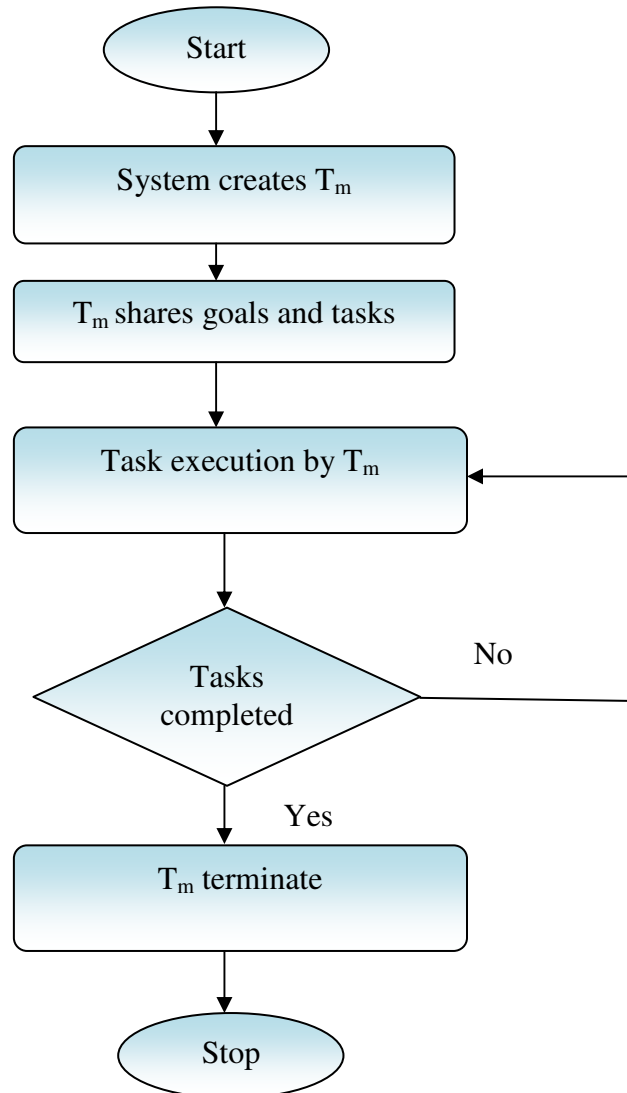 Start
System creates Tₘ
Tₘ shares goals and tasks
Task execution by Tₘ
Tasks
completed
No
Yes
Tₘ terminate
Stop